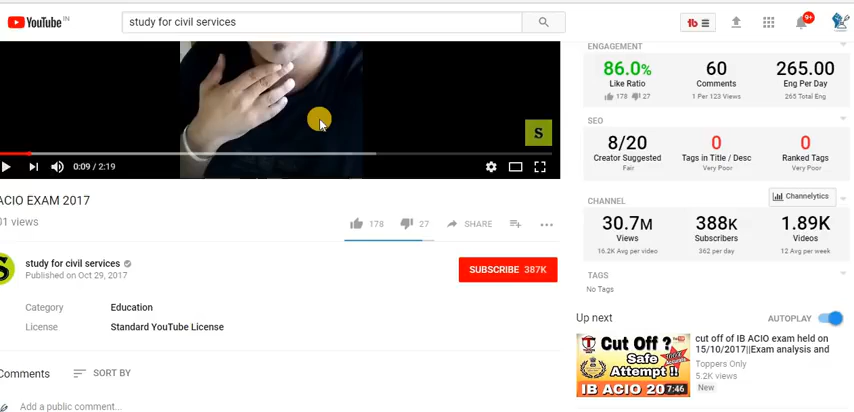 YouTube IN
study for civil services
tb
9+
0:09 / 2:19
S
ACIO EXAM 2017
01 views
178
27
SHARE
study for civil services
Published on Oct 29, 2017
SUBSCRIBE 387K
Category Education
License Standard YouTube License
Comments
SORT BY
Add a public comment...
ENGAGEMENT
86.0% 60 265.00
Like Ratio Comments Eng Per Day
178 27 1 Per 123 Views 265 Total Eng
SEO
8/20 0 0
Creator Suggested Tags in Title / Desc Ranked Tags
Fair Very Poor Very Poor
CHANNEL
Channelytics
30.7M 388K 1.89K
Views Subscribers Videos
16.2K Avg per video 362 per day 12 Avg per week
TAGS
No Tags
Up next
AUTOPLAY
Cut Off ?
Safe
Attempt !!
IB ACIO 20
7:46
cut off of IB ACIO exam held on
15/10/2017||Exam analysis and
Toppers Only
5.2K views
New